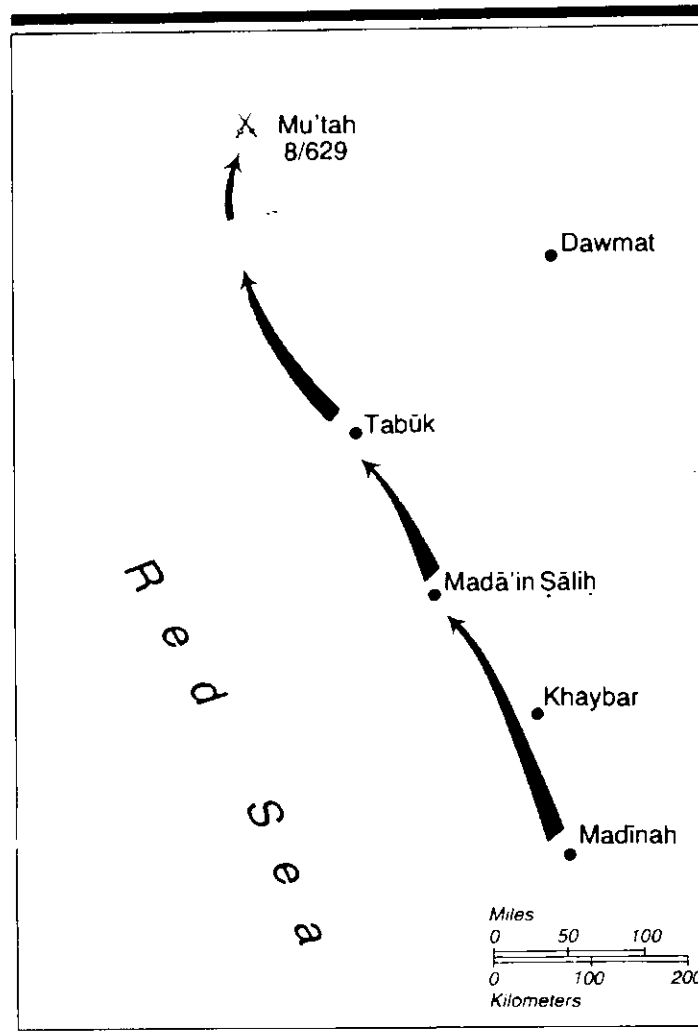 Mu'tah
8/629
Dawmat
Tabūk
Madā'in Ṣāliḥ
Khaybar
Madīnah
Red Sea
Miles
0 50 100
0 100 200
Kilometers